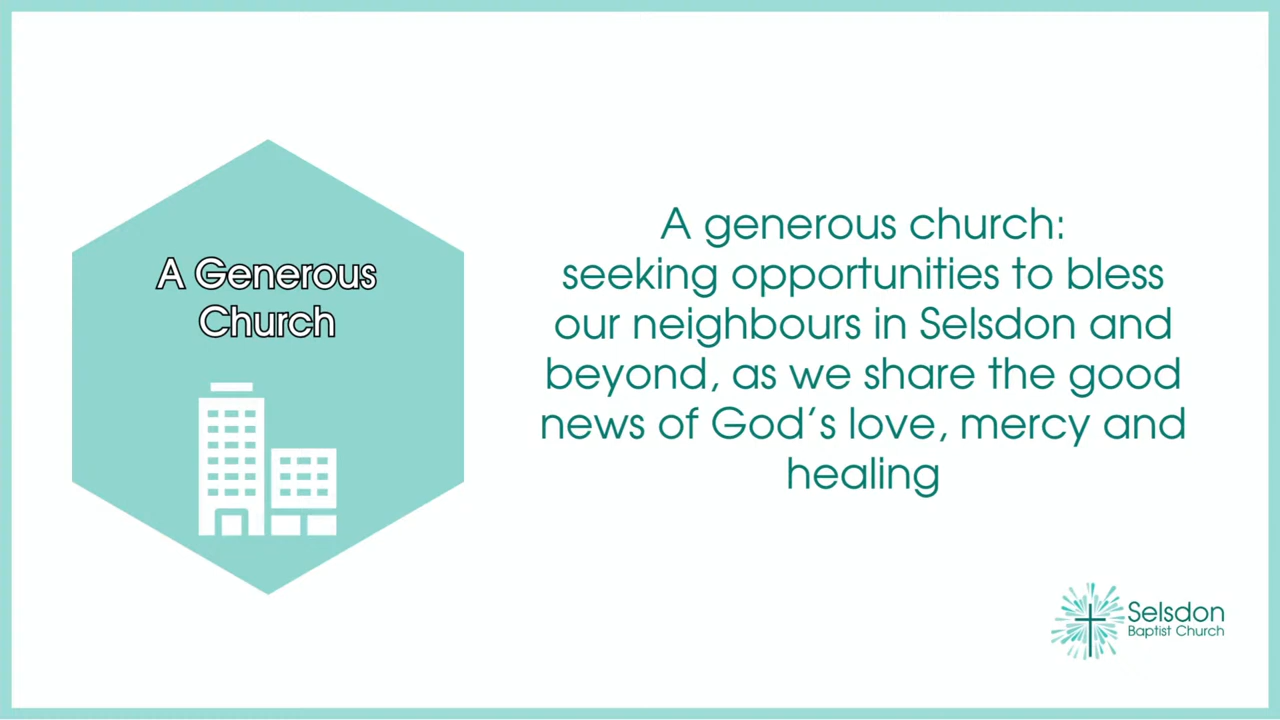 A Generous
Church
A generous church:
seeking opportunities to bless
our neighbours in Selsdon and
beyond, as we share the good
news of God's love, mercy and
healing
Selsdon
Baptist Church